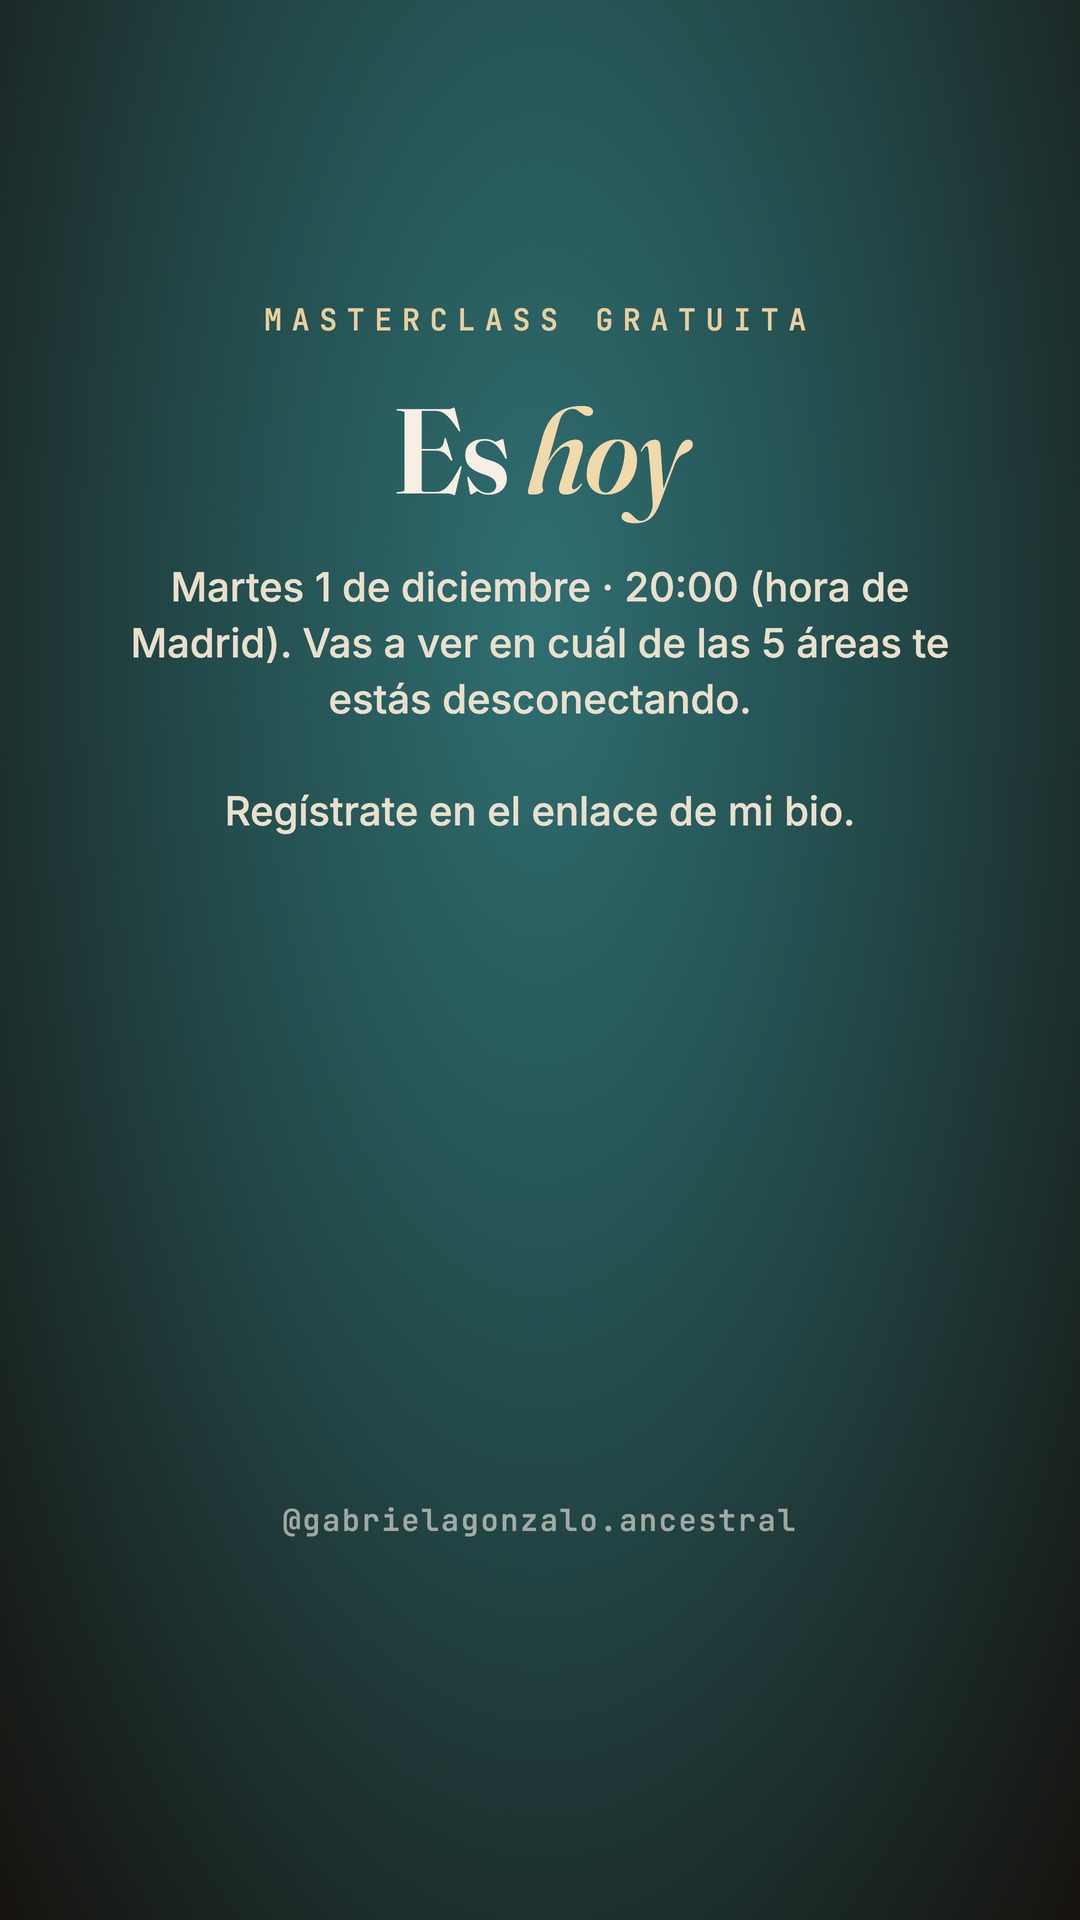 MASTERCLASS GRATUITA
Es hoy
Martes 1 de diciembre · 20:00 (hora de
Madrid). Vas a ver en cuál de las 5 áreas te
estás desconectando.
Regístrate en el enlace de mi bio.
@gabrielagonzalo.ancestral